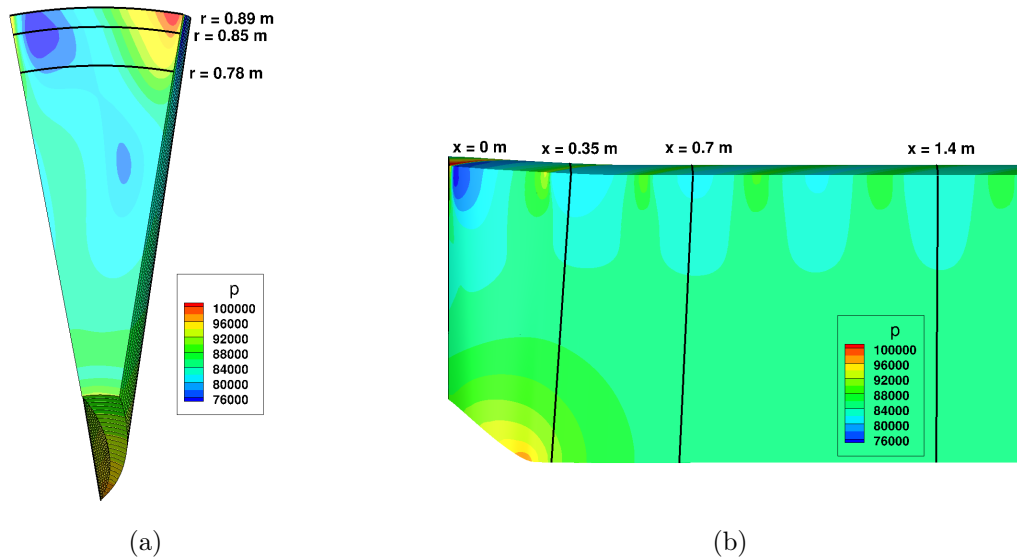 r = 0.89 m
r = 0.85 m
r = 0.78 m
p
100000
96000
92000
88000
84000
80000
76000
(a)
x = 0 m x = 0.35 m x = 0.7 m x = 1.4 m
p
100000
96000
92000
88000
84000
80000
76000
(b)